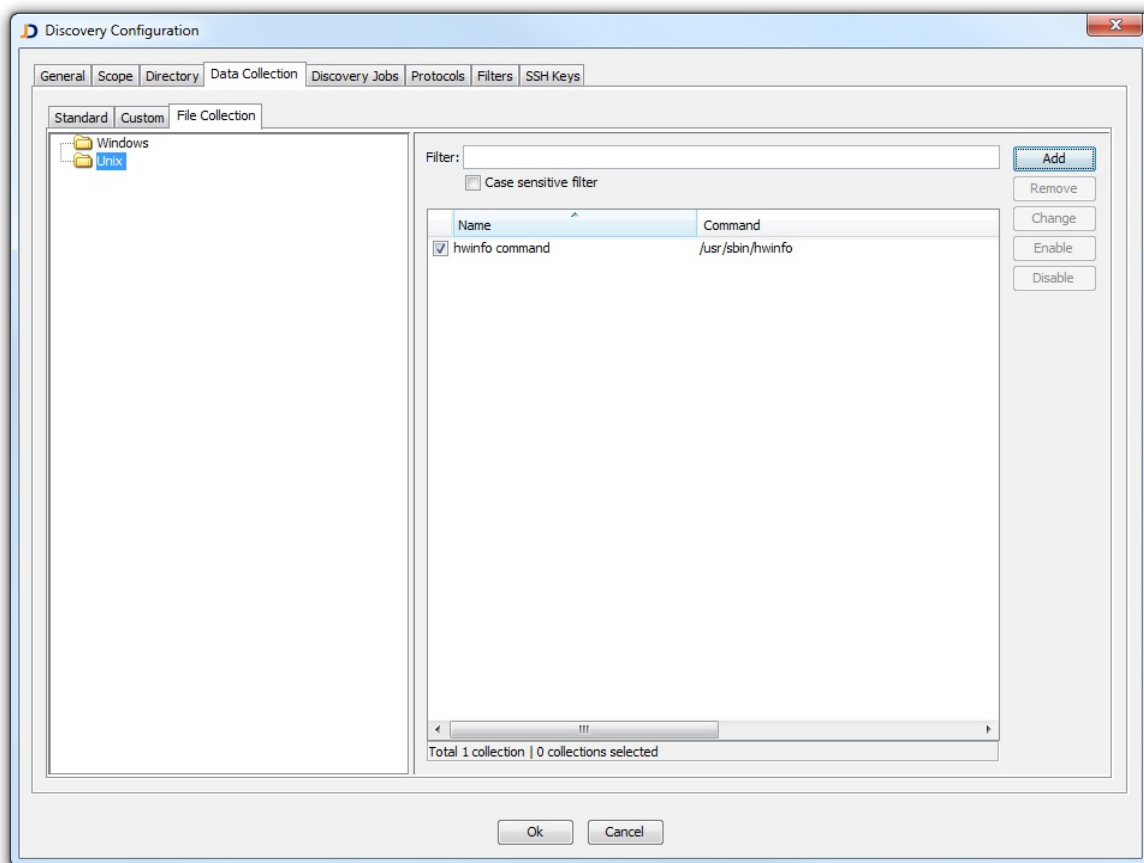 Discovery Configuration
General Scope Directory Data Collection Discovery Jobs Protocols Filters SSH Keys
Standard Custom File Collection
Windows
Unix
Filter:
Case sensitive filter
Name Command
hwinfo command /usr/sbin/hwinfo
Total 1 collection | 0 collections selected
Add
Remove
Change
Enable
Disable
Ok Cancel